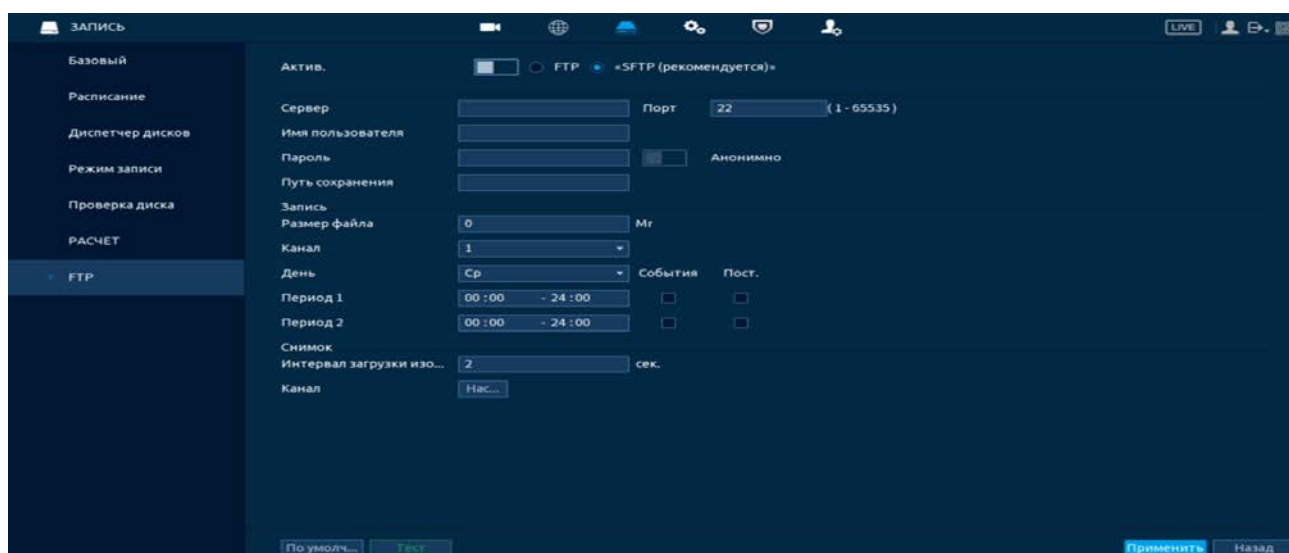 ЗАПИСЬ LIVE
Базовый
Расписание
Диспетчер дисков
Режим записи
Проверка диска
РАСЧЕТ
FTP
Актив. FTP «SFTP (рекомендуется)»
Сервер Порт 22 (1-65535)
Имя пользователя
Пароль Анонимно
Путь сохранения
Запись
Размер файла 0 Мг
Канал 1
День Ср События Пост.
Период 1 00:00 - 24:00
Период 2 00:00 - 24:00
Снимок
Интервал загрузки изо... 2 сек.
Канал Нас...
По умолч... Тест Применить Назад